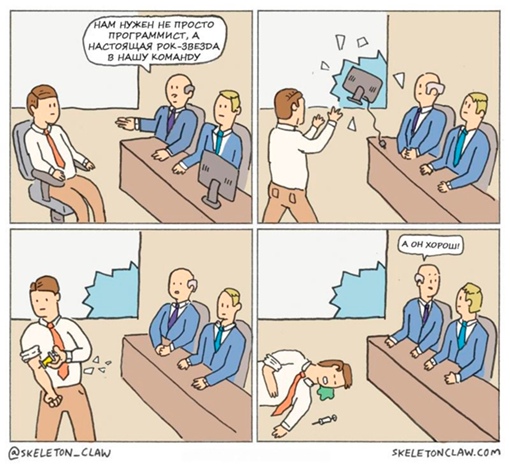 НАМ НУЖЕН НЕ ПРОСТО
ПРОГРАММИСТ, А
НАСТОЯЩАЯ РОК-ЗВЕЗДА
В НАШУ КОМАНДУ
А ОН ХОРОШ!
@SKELETON_CLAW
SKELETONCLAW.COM